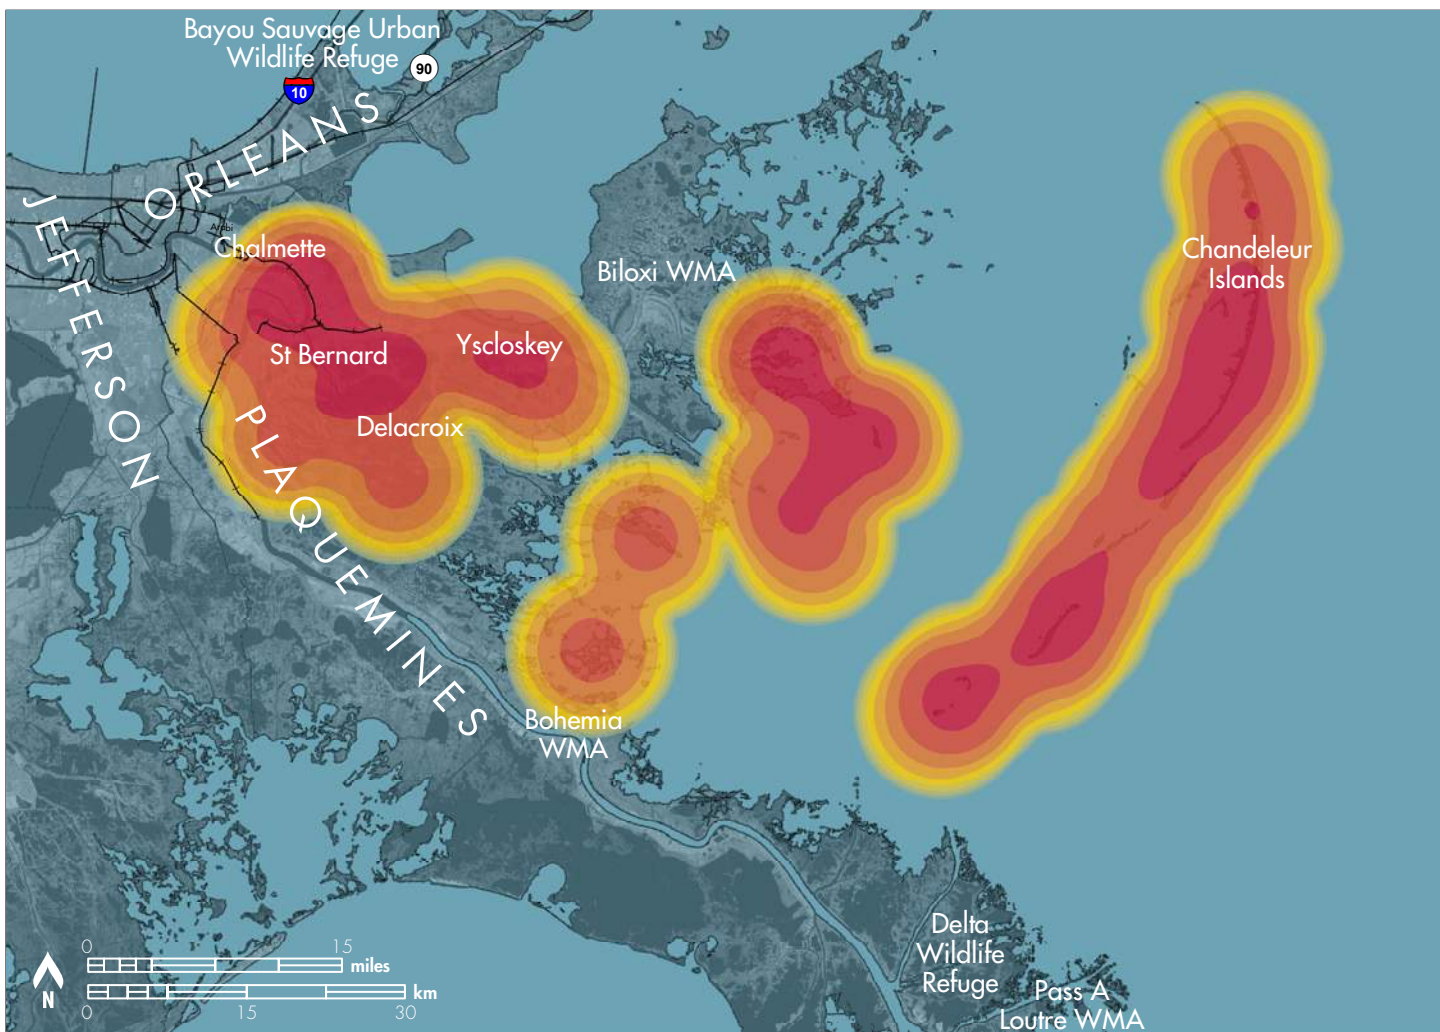 Bayou Sauvage Urban
Wildlife Refuge
90
10
ORLEANS
JEFFERSON
Arabi
Chalmette
Biloxi WMA
Chandeleur
Islands
St Bernard
Yscloskey
Delacroix
PLAQUEMINES
Bohemia
WMA
Delta
Wildlife
Refuge
Pass A
Loutre WMA
0 15
miles
km
0 15 30
N